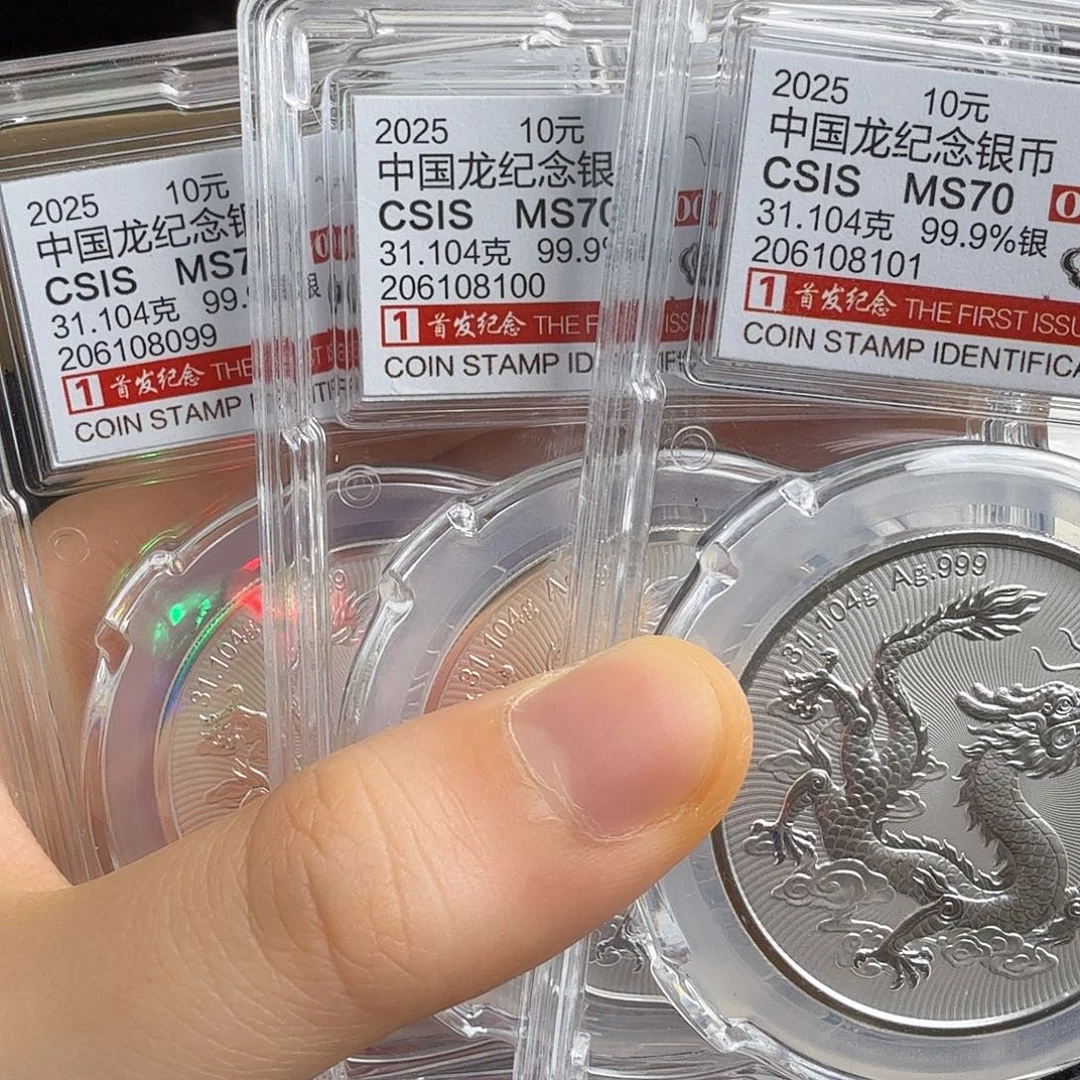 2025 10元
中国龙纪念银
CSIS MS7
31.104克 99.
206108099
1 首发纪念 THE
COIN STAMP
2025 10元
中国龙纪念银
CSIS MS70
31.104克 99.9
206108100
1 首发纪念 THE F
COIN STAMP ID
2025 10元
中国龙纪念银币
CSIS MS70
31.104克 99.9%银
206108101
1 首发纪念 THE FIRST ISSU
COIN STAMP IDENTIFICA
31.104g
31.104g A
31.104g Ag.999